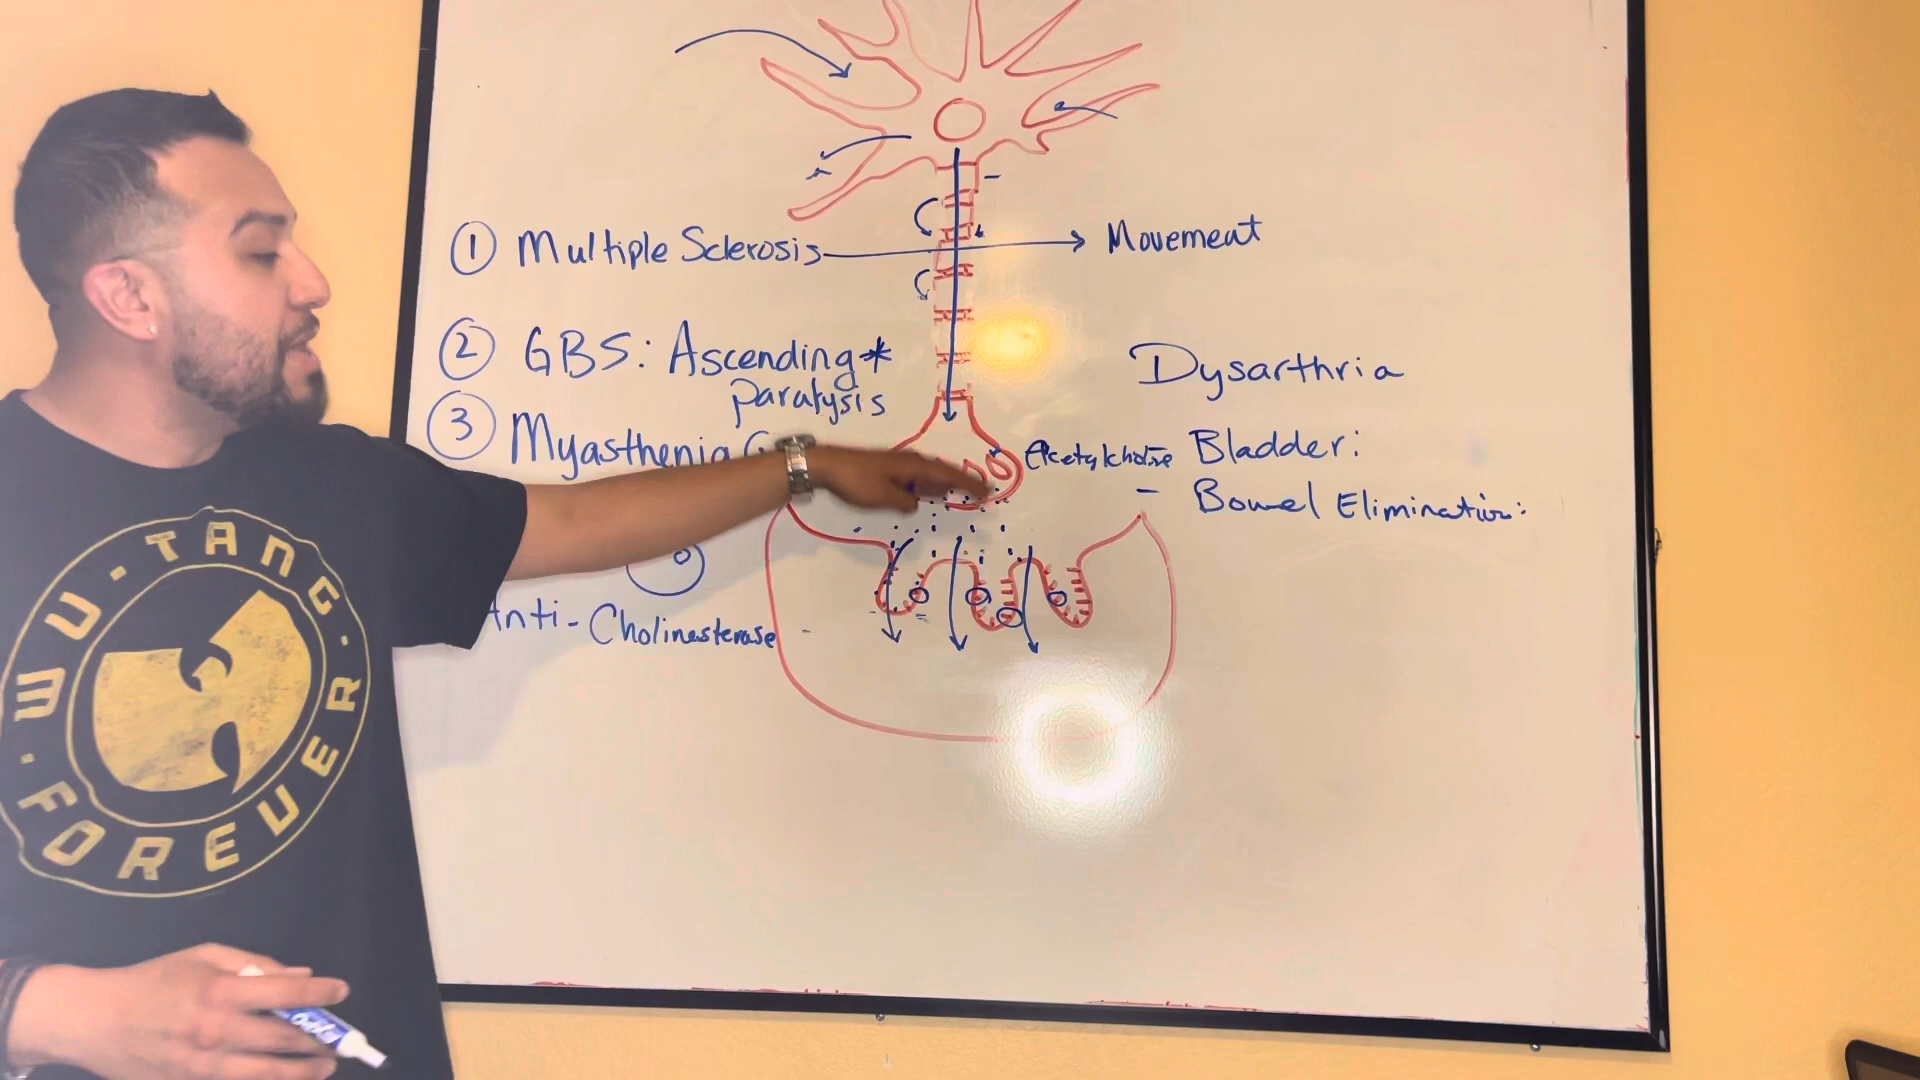 ① Multiple Sclerosis → Movement
② GBS: Ascending *
paralysis
③ Myasthenia G
Anti-Cholinesterase -
Dysarthria
Bladder:
- Bowel Elimination:
WU-TANG
FOREVER
EXPO